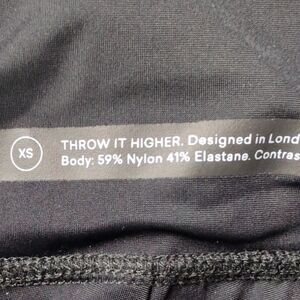 XS
THROW IT HIGHER. Designed in Lond
Body: 59% Nylon 41% Elastane. Contras